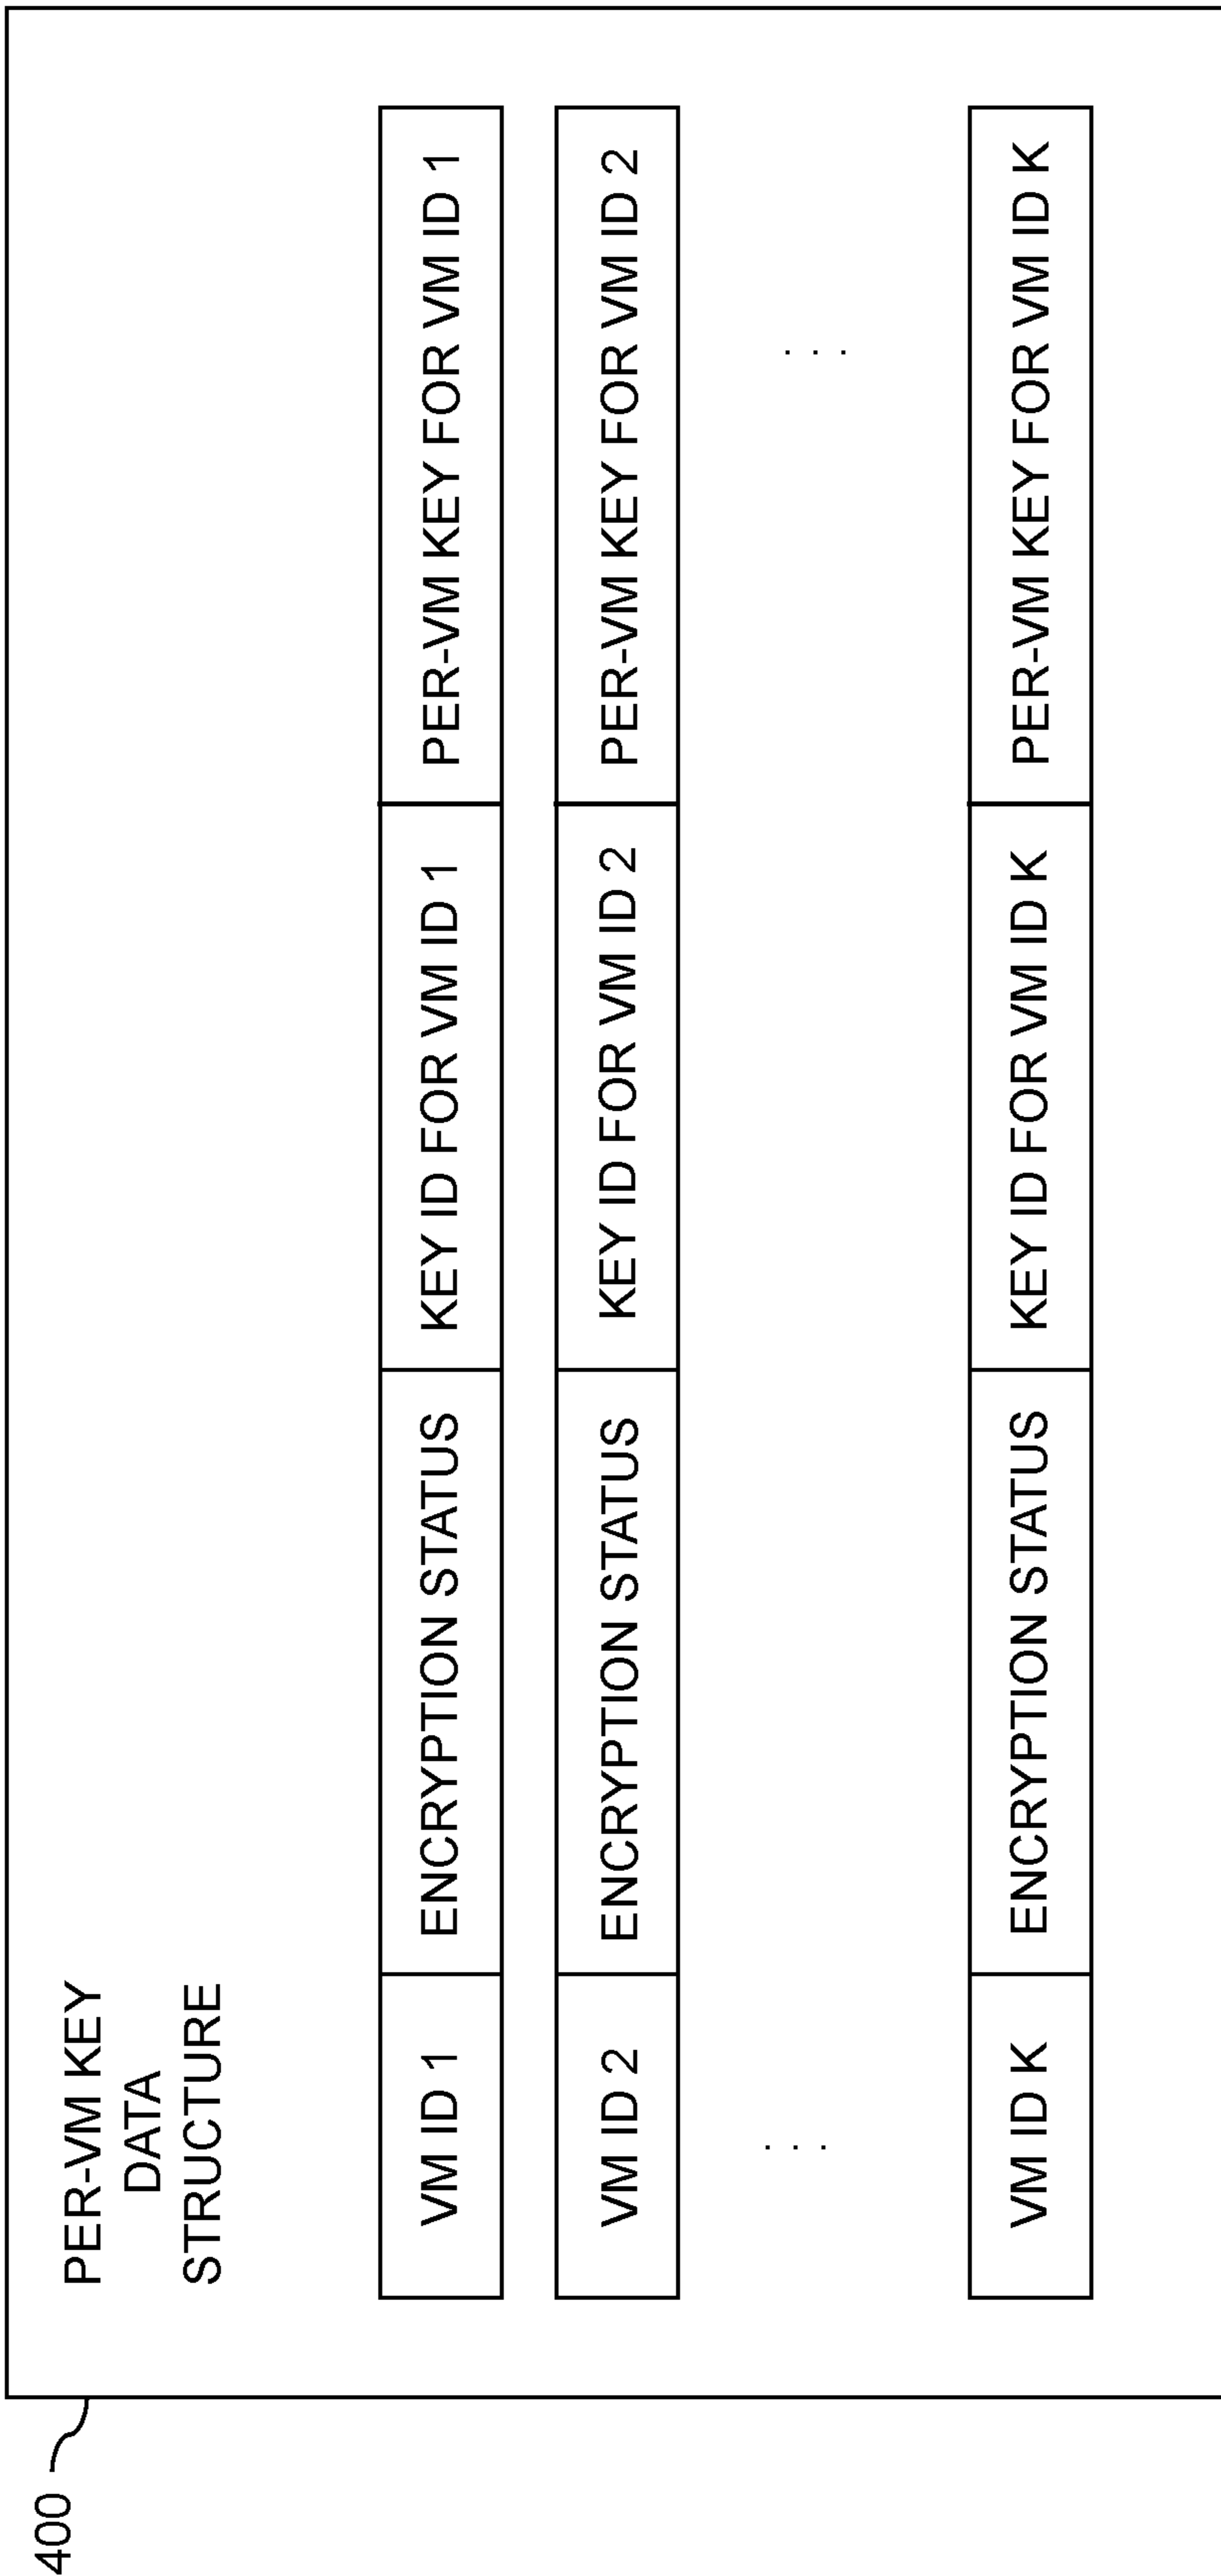 400
PER-VM KEY
DATA
STRUCTURE
VM ID 1 ENCRYPTION STATUS KEY ID FOR VM ID 1 PER-VM KEY FOR VM ID 1
VM ID 2 ENCRYPTION STATUS KEY ID FOR VM ID 2 PER-VM KEY FOR VM ID 2
. . . . . .
VM ID K ENCRYPTION STATUS KEY ID FOR VM ID K PER-VM KEY FOR VM ID K